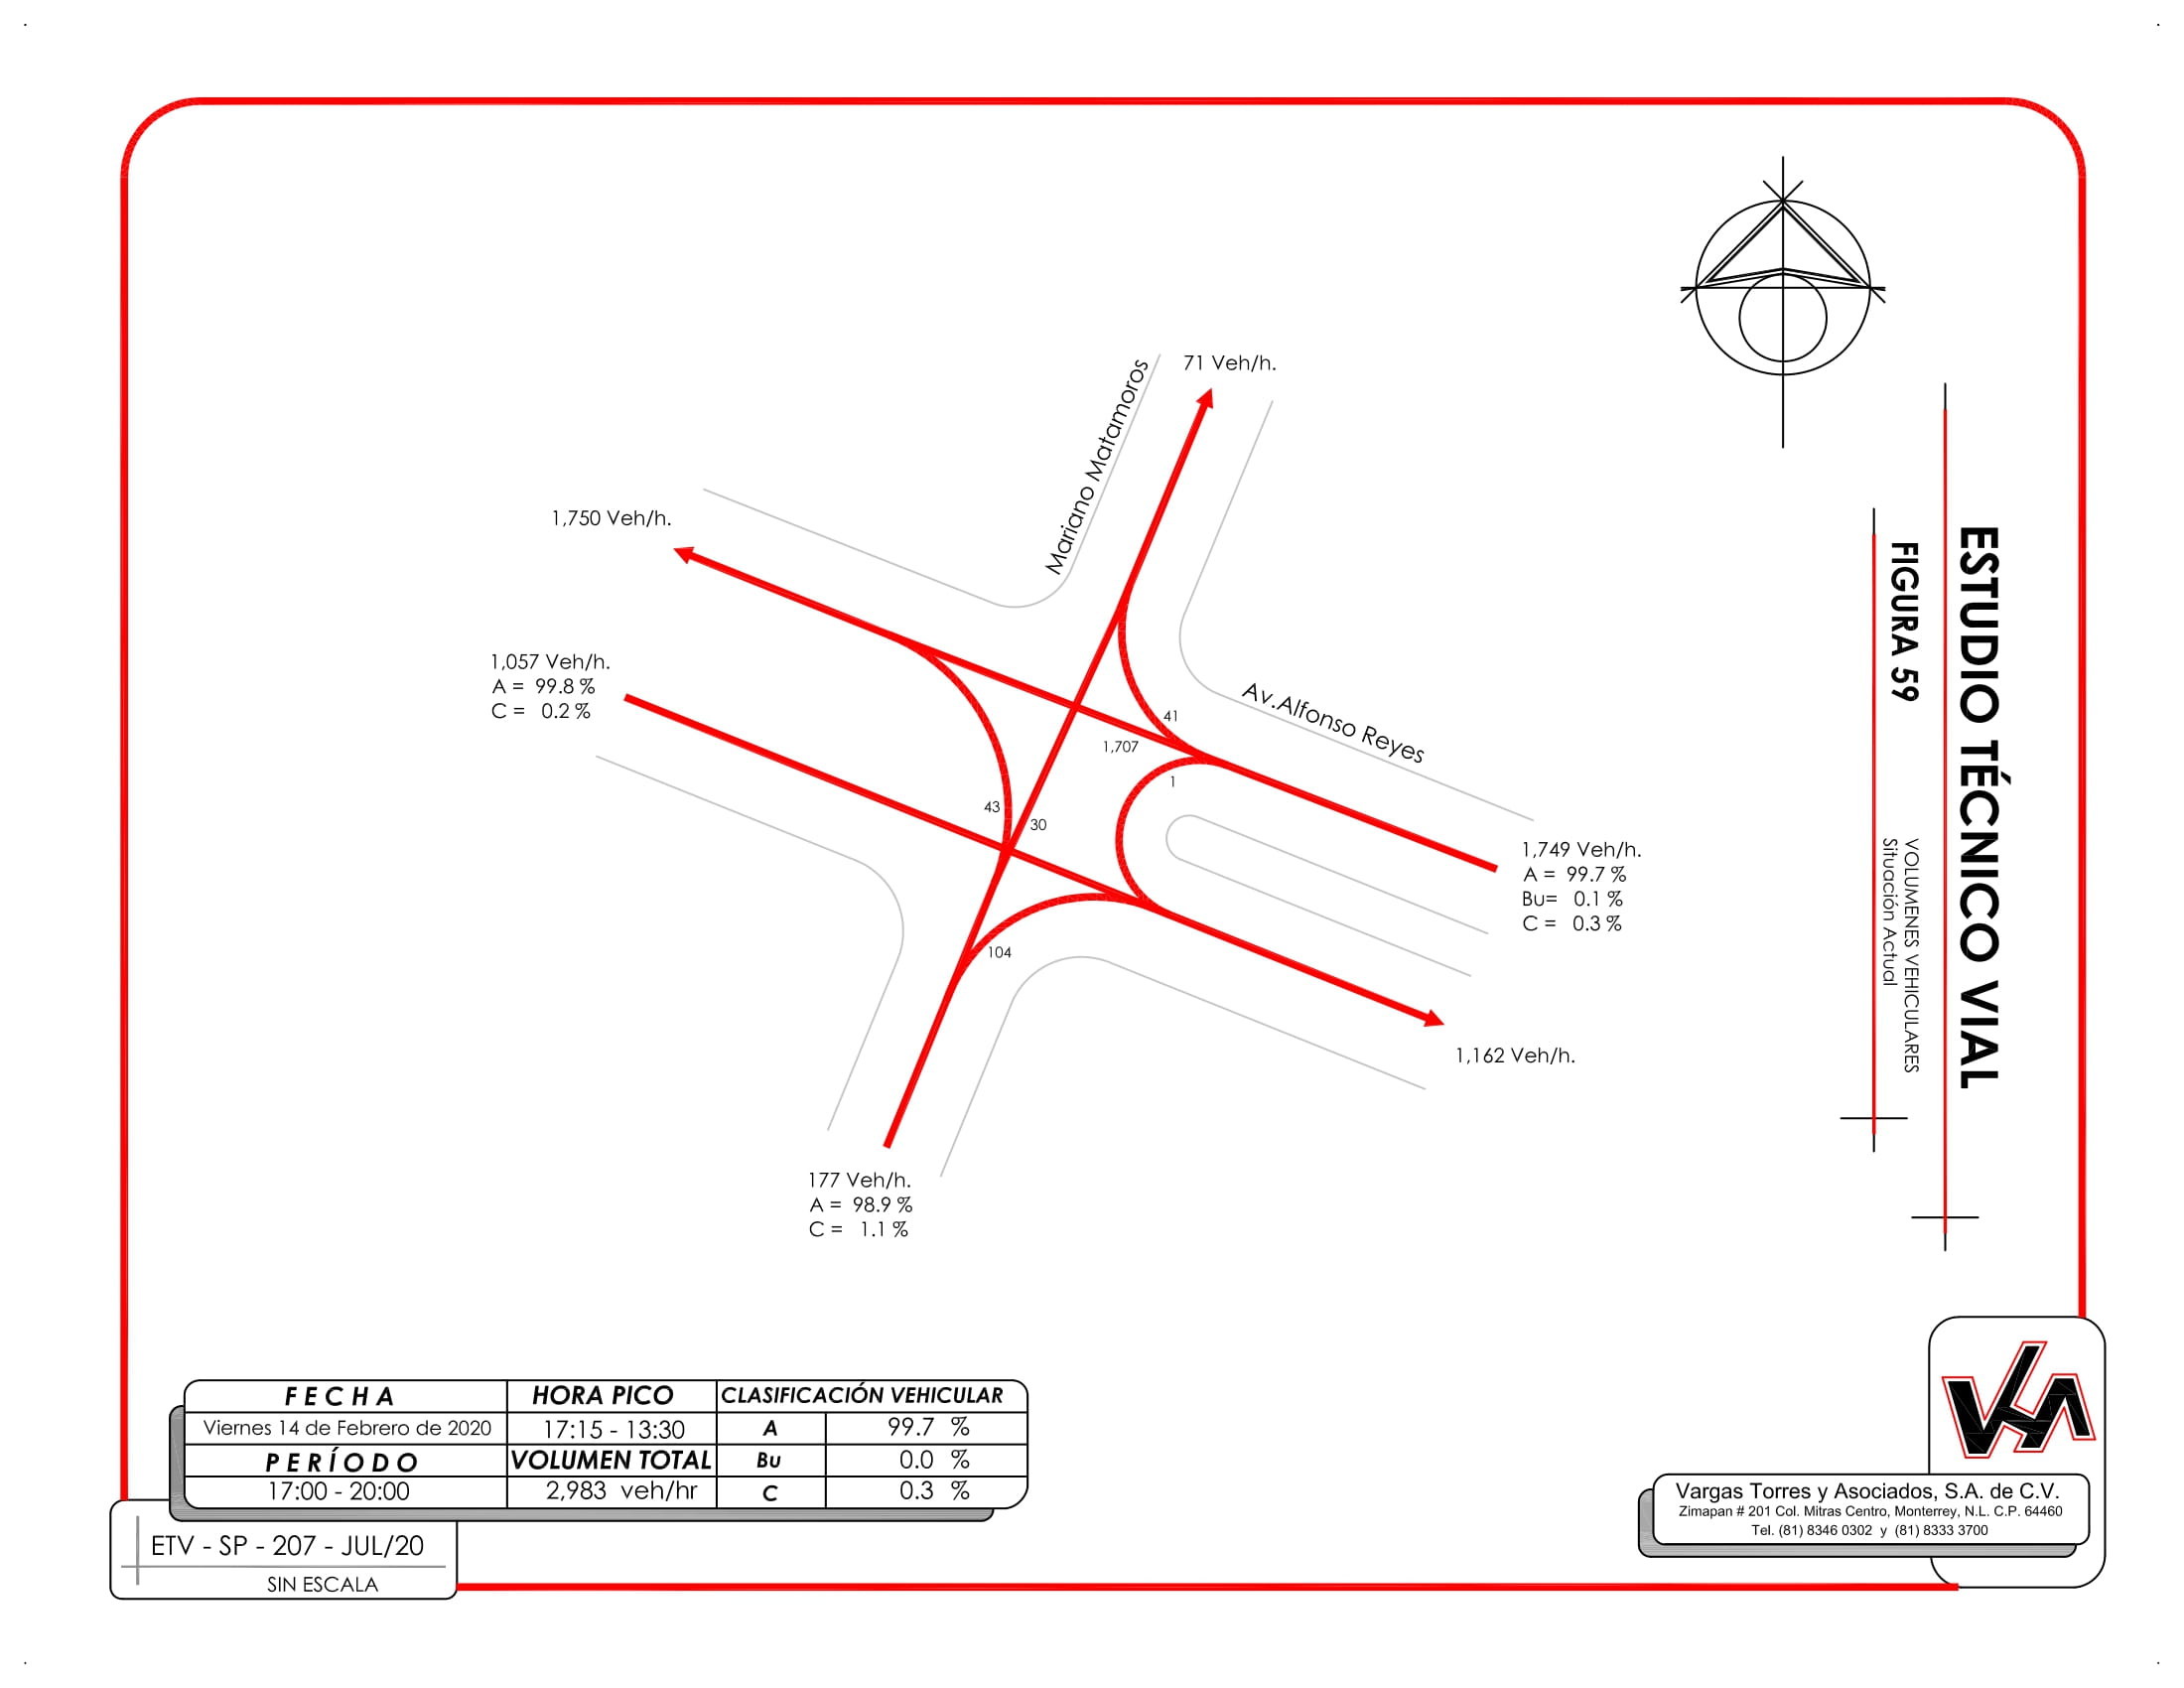 71 Veh/h.
Mariano Matamoros
1,750 Veh/h.
1,057 Veh/h.
A = 99.8 %
C = 0.2 %
Av.Alfonso Reyes
41
1,707
1
43
30
104
1,749 Veh/h.
A = 99.7 %
Bu= 0.1 %
C = 0.3 %
1,162 Veh/h.
177 Veh/h.
A = 98.9 %
C = 1.1 %
ESTUDIO TÉCNICO VIAL
FIGURA 59
VOLUMENES VEHICULARES
Situación Actual
FECHA HORA PICO CLASIFICACIÓN VEHICULAR
Viernes 14 de Febrero de 2020 17:15 - 13:30 A 99.7 %
PERÍODO VOLUMEN TOTAL Bu 0.0 %
17:00 - 20:00 2,983 veh/hr C 0.3 %
ETV - SP - 207 - JUL/20
SIN ESCALA
Vargas Torres y Asociados, S.A. de C.V.
Zimapan # 201 Col. Mitras Centro, Monterrey, N.L. C.P. 64460
Tel. (81) 8346 0302 y (81) 8333 3700